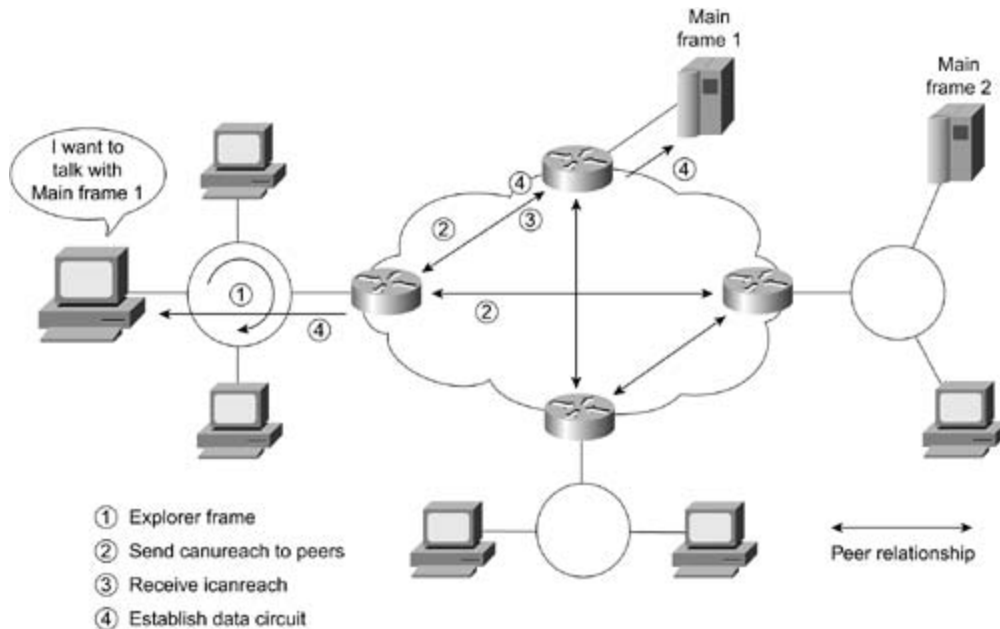 Main
frame 1
Main
frame 2
I want to
talk with
Main frame 1
④
④
②
③
①
②
④
① Explorer frame
② Send canureach to peers
③ Receive icanreach
④ Establish data circuit
Peer relationship